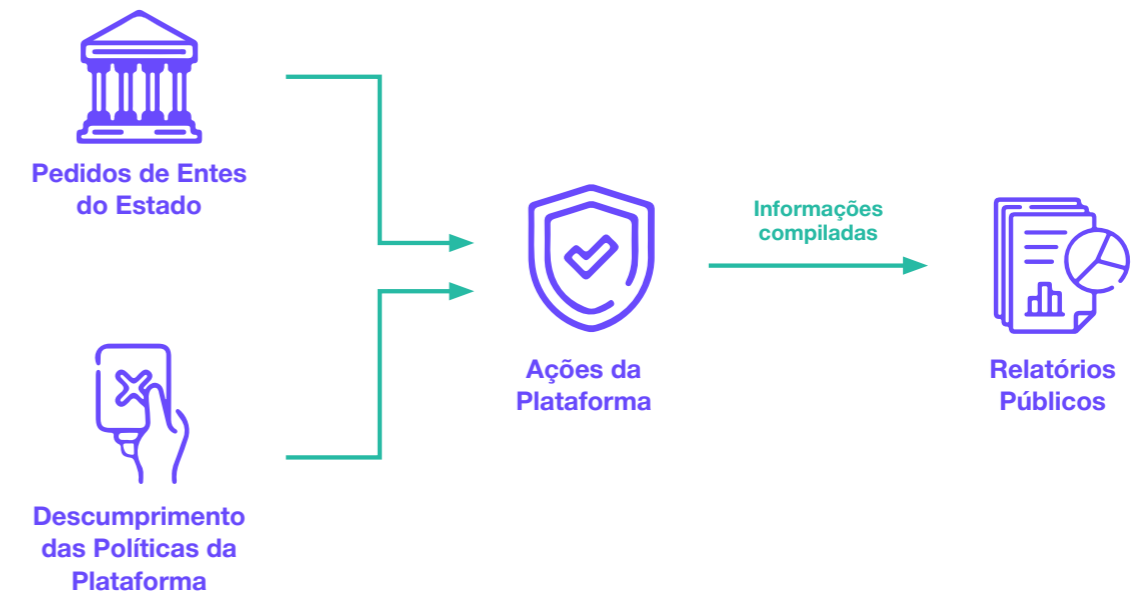 Pedidos de Entes
do Estado
Descumprimento
das Políticas da
Plataforma
Ações da
Plataforma
Informações
compiladas
Relatórios
Públicos